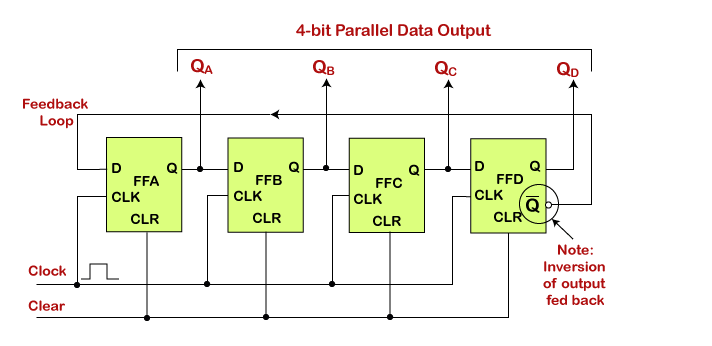 4-bit Parallel Data Output
QA
QB
QC
QD
Feedback
Loop
D Q
FFA
CLK
CLR
D Q
FFB
CLK
CLR
D Q
FFC
CLK
CLR
D Q
FFD
CLK
CLR
Q̅
Note:
Inversion
of output
fed back
Clock
Clear